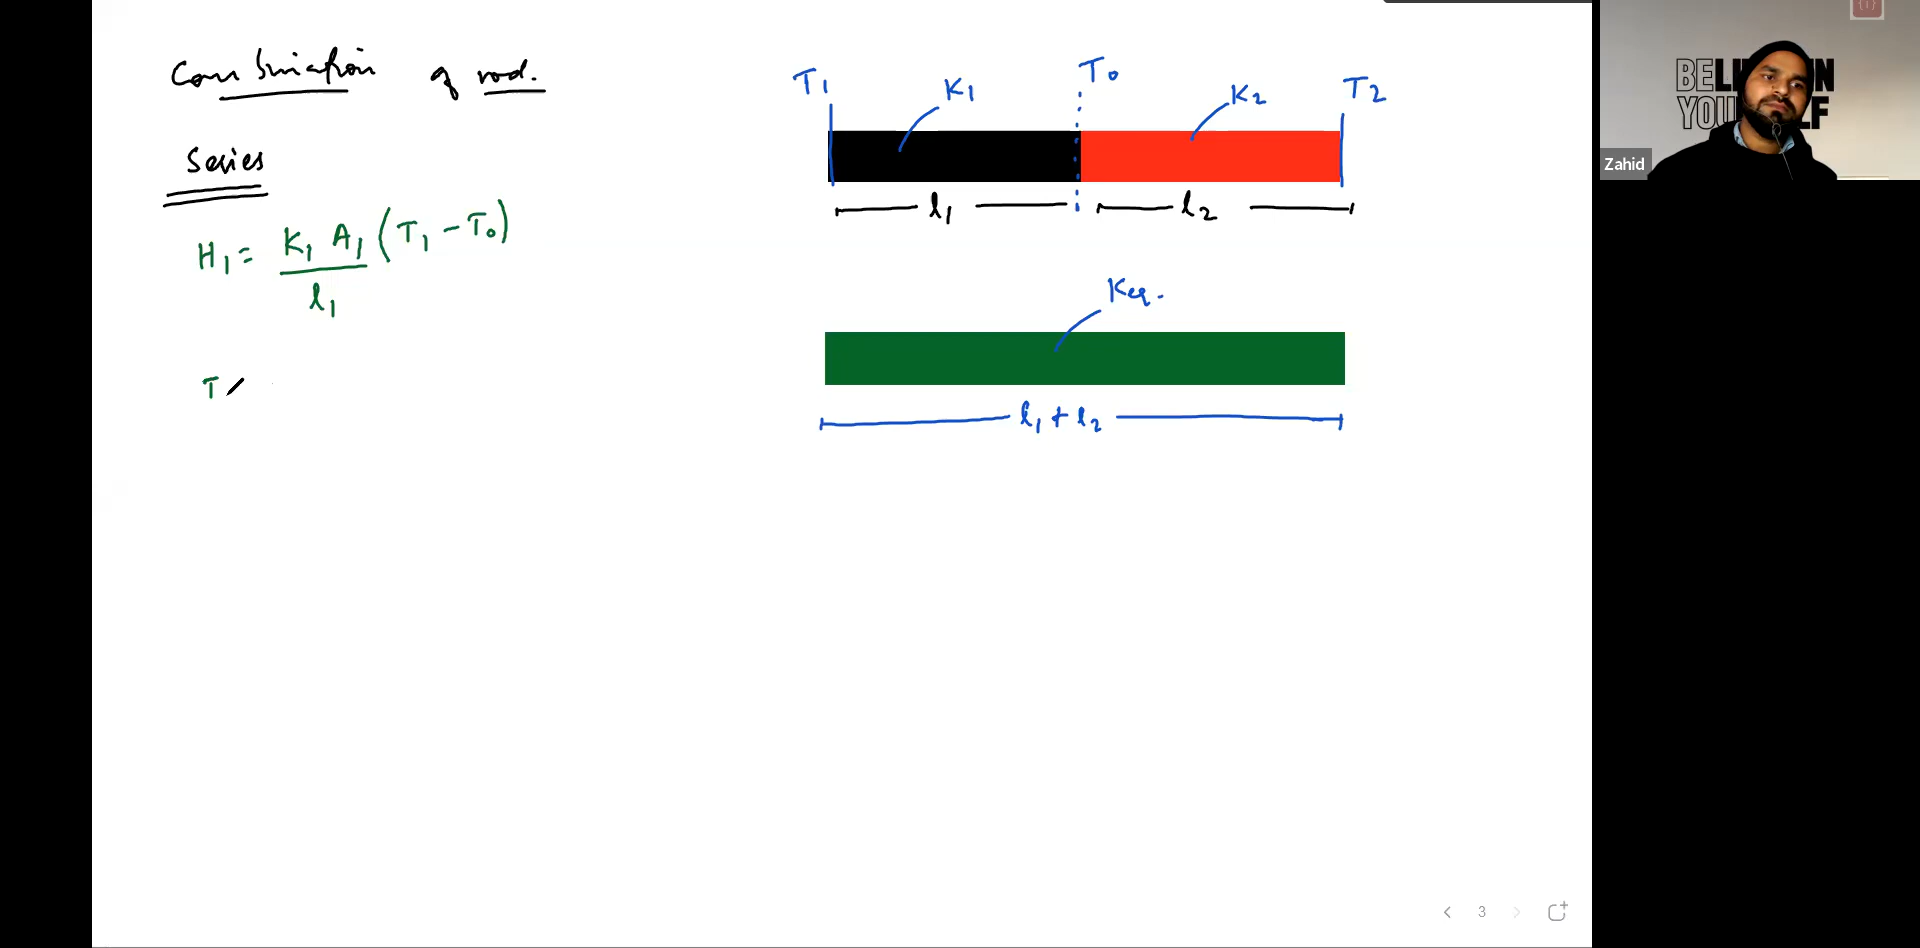 Combination of rod.
Series
H₁ = K₁ A₁ (T₁ - T₀)
l₁
T
T₁ K₁ T₀ K₂ T₂
l₁ l₂
Keq.
l₁ + l₂
Zahid
3